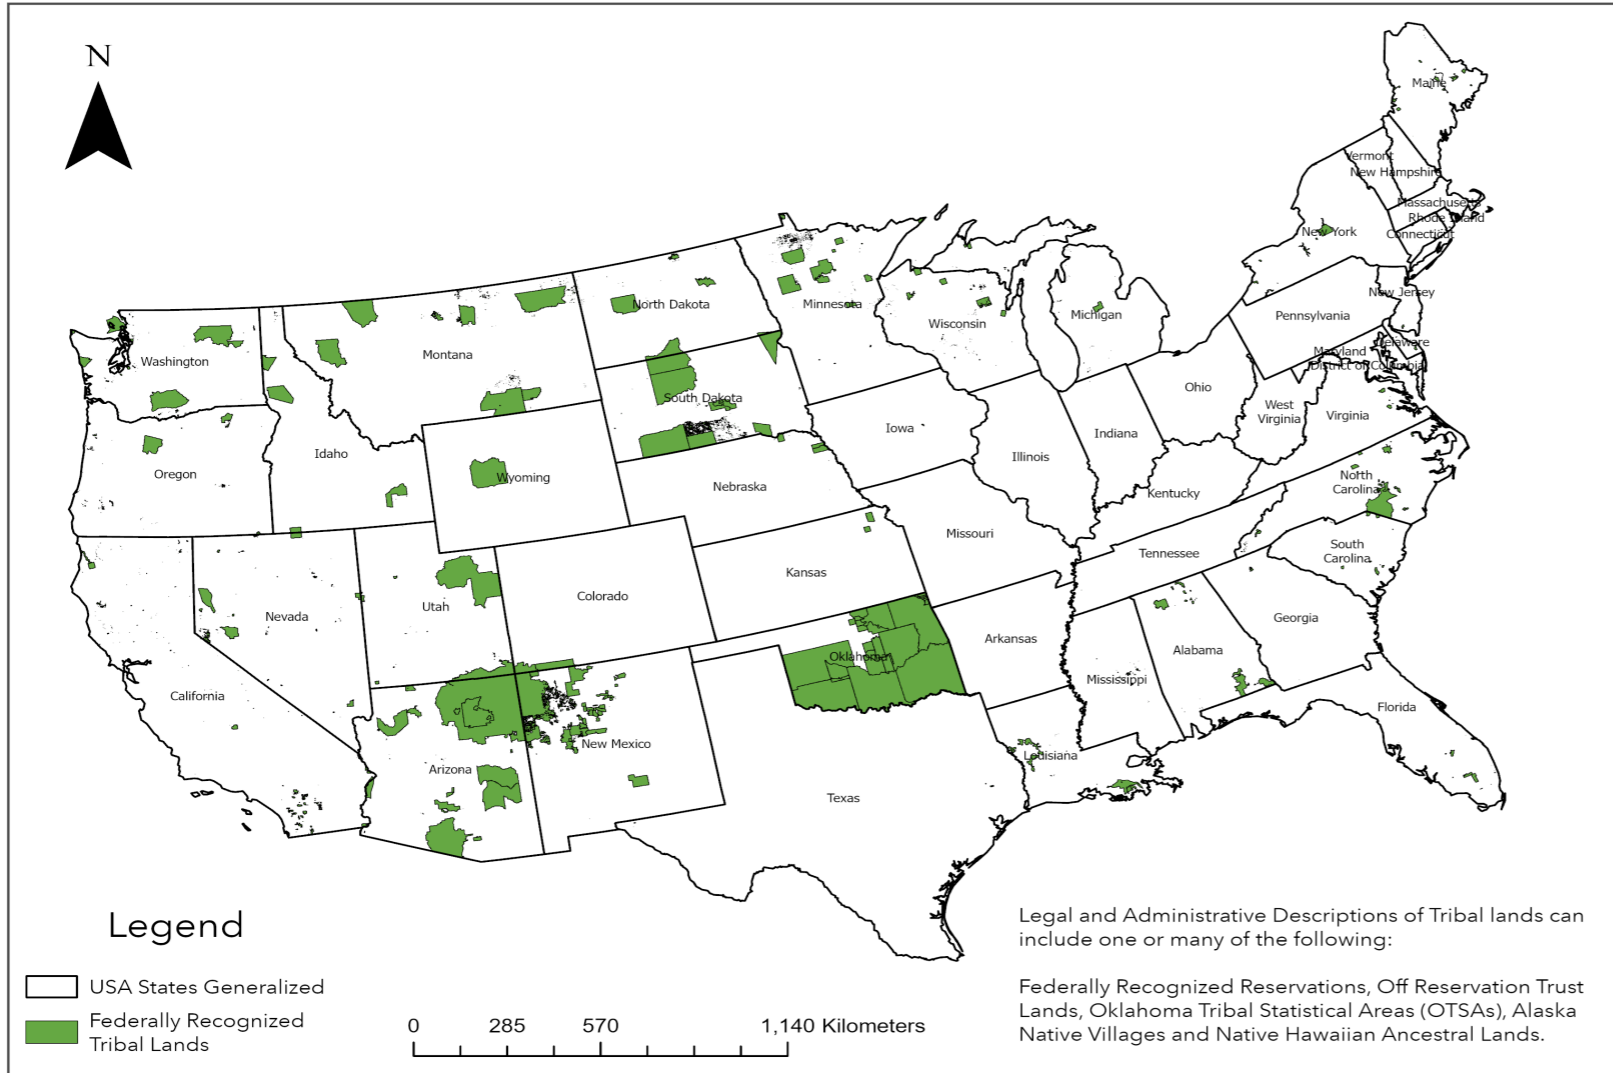 N
Maine
Vermont
New Hampshire
Massachusetts
Rhode Island
New York
Connecticut
New Jersey
Pennsylvania
North Dakota
Minnesota
Wisconsin
Michigan
Washington
Montana
Delaware
Maryland
District of Columbia
Ohio
South Dakota
West
Virginia
Virginia
Iowa
Indiana
Idaho
Illinois
Oregon
Wyoming
Nebraska
Kentucky
North
Carolina
Missouri
Tennessee
South
Carolina
Kansas
Colorado
Utah
Nevada
Georgia
Arkansas
Alabama
Oklahoma
Mississippi
California
Florida
New Mexico
Louisiana
Arizona
Texas
Legend
USA States Generalized
Federally Recognized
Tribal Lands
0 285 570 1,140 Kilometers
Legal and Administrative Descriptions of Tribal lands can
include one or many of the following:
Federally Recognized Reservations, Off Reservation Trust
Lands, Oklahoma Tribal Statistical Areas (OTSAs), Alaska
Native Villages and Native Hawaiian Ancestral Lands.